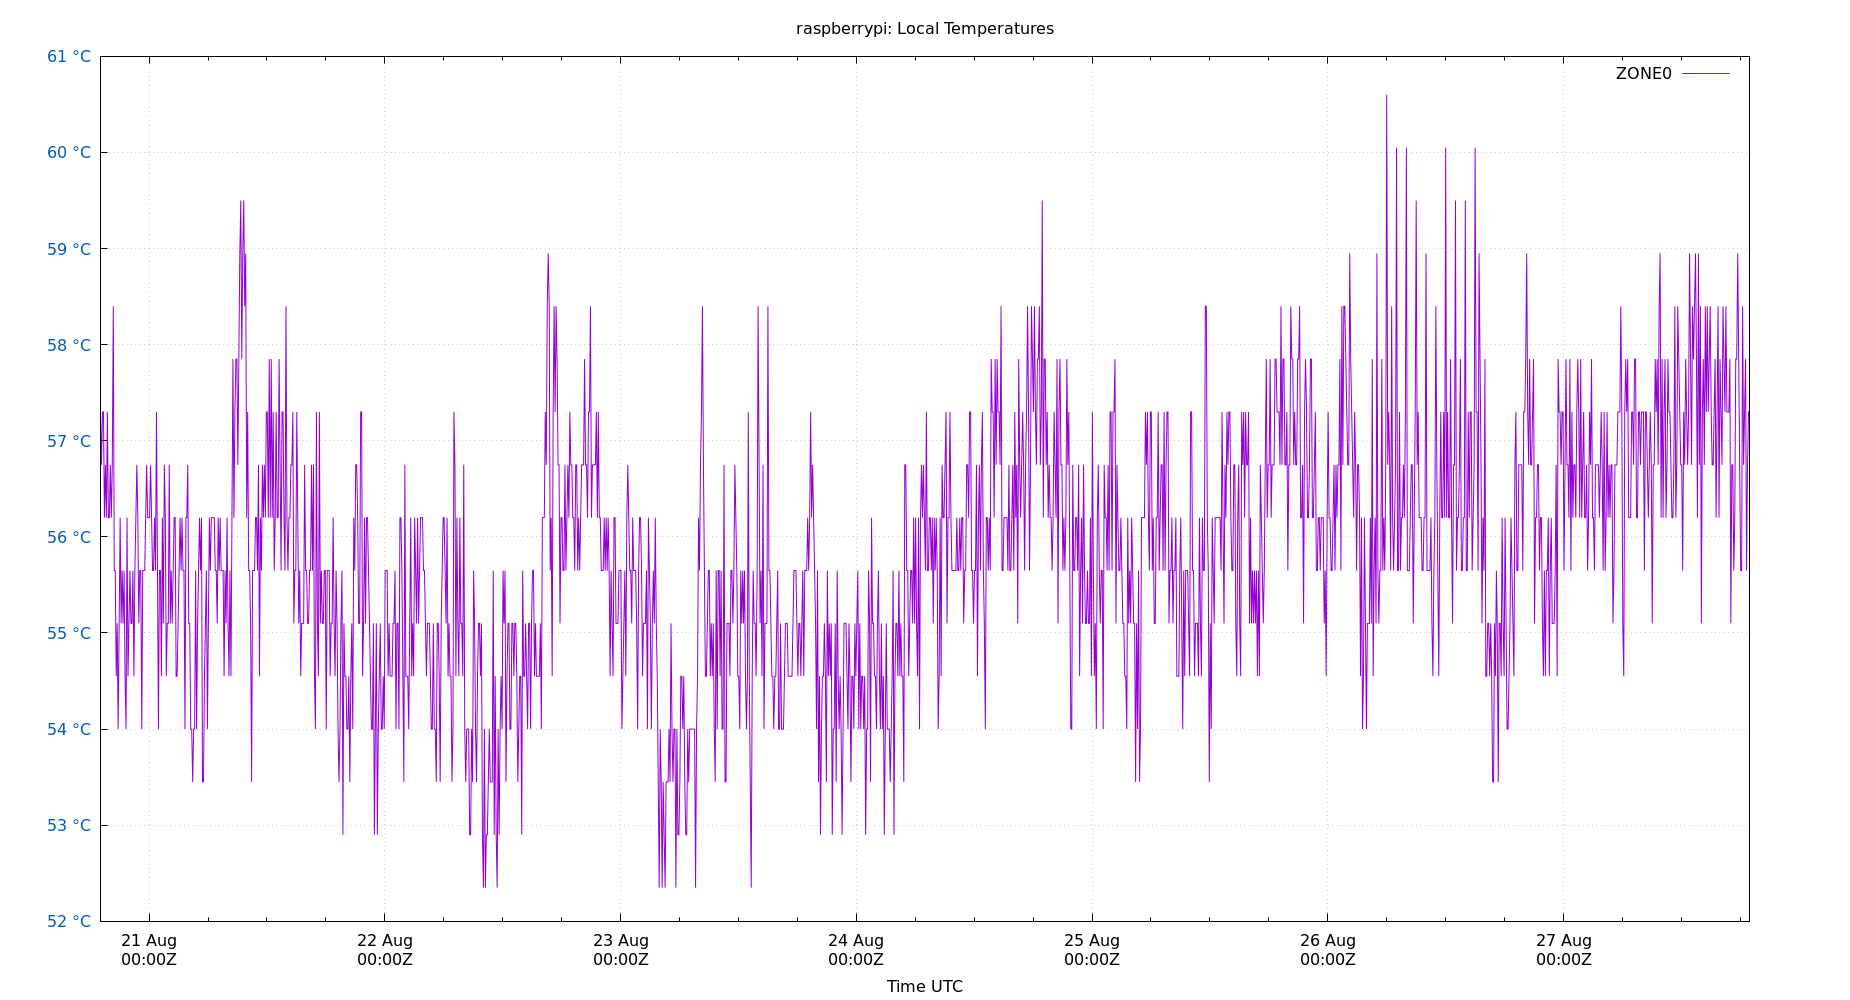 raspberrypi: Local Temperatures
61 °C
ZONE0
60 °C
59 °C
58 °C
57 °C
56 °C
55 °C
54 °C
53 °C
52 °C
21 Aug 22 Aug 23 Aug 24 Aug 25 Aug 26 Aug 27 Aug
00:00Z 00:00Z 00:00Z 00:00Z 00:00Z 00:00Z 00:00Z
Time UTC